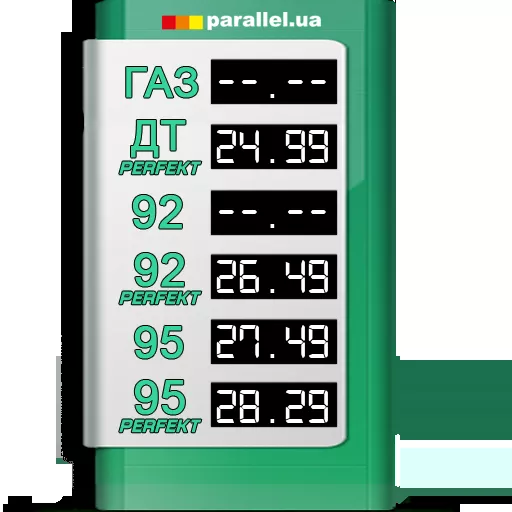 parallel.ua
ГАЗ --.--
ДТ PERFEKT 24.99
92 --.--
92 PERFEKT 26.49
95 27.49
95 PERFEKT 28.29